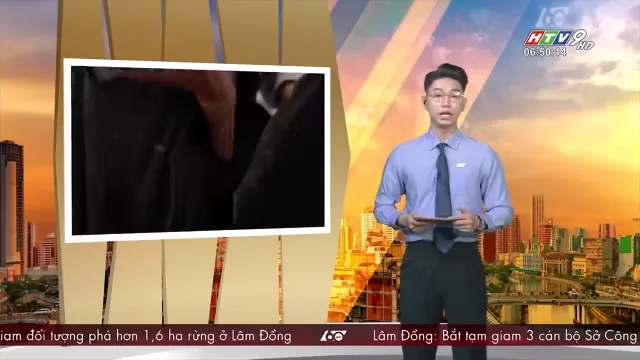 HTV9 HD
06:50:14
iam đối tượng phá hơn 1,6 ha rừng ở Lâm Đồng
Lâm Đồng: Bắt tạm giam 3 cán bộ Sở Công